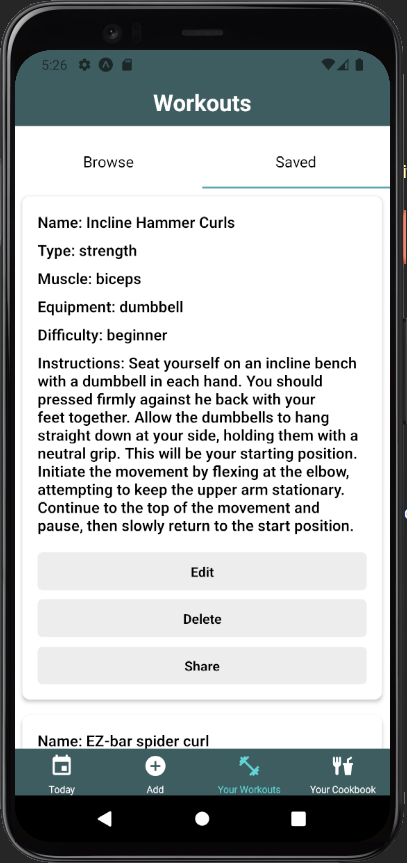 5:26
Workouts
Browse
Saved
Name: Incline Hammer Curls
Type: strength
Muscle: biceps
Equipment: dumbbell
Difficulty: beginner
Instructions: Seat yourself on an incline bench
with a dumbbell in each hand. You should
pressed firmly against he back with your
feet together. Allow the dumbbells to hang
straight down at your side, holding them with a
neutral grip. This will be your starting position.
Initiate the movement by flexing at the elbow,
attempting to keep the upper arm stationary.
Continue to the top of the movement and
pause, then slowly return to the start position.
Edit
Delete
Share
Name: EZ-bar spider curl
Today
Add
Your Workouts
Your Cookbook